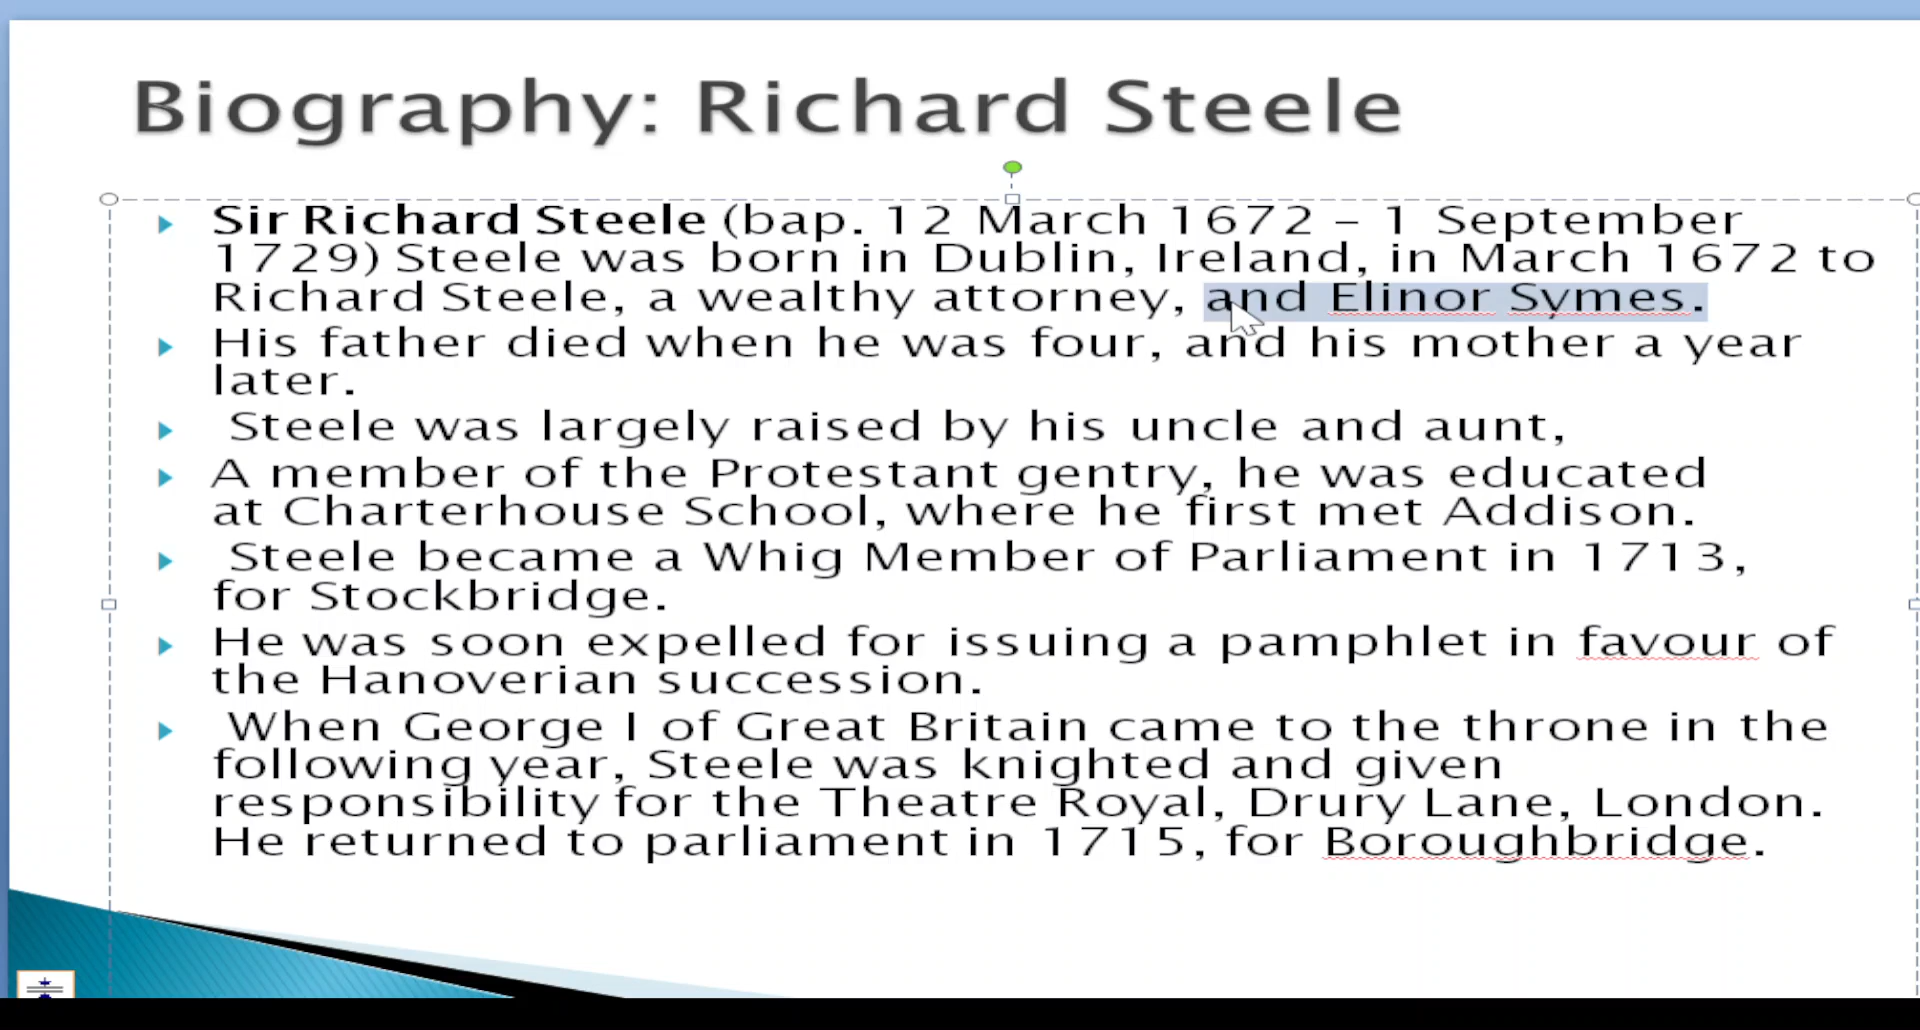 Biography: Richard Steele
Sir Richard Steele (bap. 12 March 1672 – 1 September
1729) Steele was born in Dublin, Ireland, in March 1672 to
Richard Steele, a wealthy attorney, and Elinor Symes.
His father died when he was four, and his mother a year
later.
Steele was largely raised by his uncle and aunt,
A member of the Protestant gentry, he was educated
at Charterhouse School, where he first met Addison.
Steele became a Whig Member of Parliament in 1713,
for Stockbridge.
He was soon expelled for issuing a pamphlet in favour of
the Hanoverian succession.
When George I of Great Britain came to the throne in the
following year, Steele was knighted and given
responsibility for the Theatre Royal, Drury Lane, London.
He returned to parliament in 1715, for Boroughbridge.